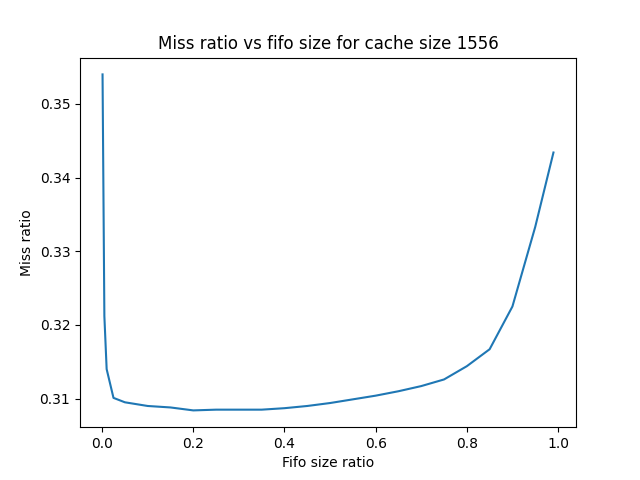 Miss ratio vs fifo size for cache size 1556
0.35
0.34
0.33
0.32
0.31
Miss ratio
0.0 0.2 0.4 0.6 0.8 1.0
Fifo size ratio